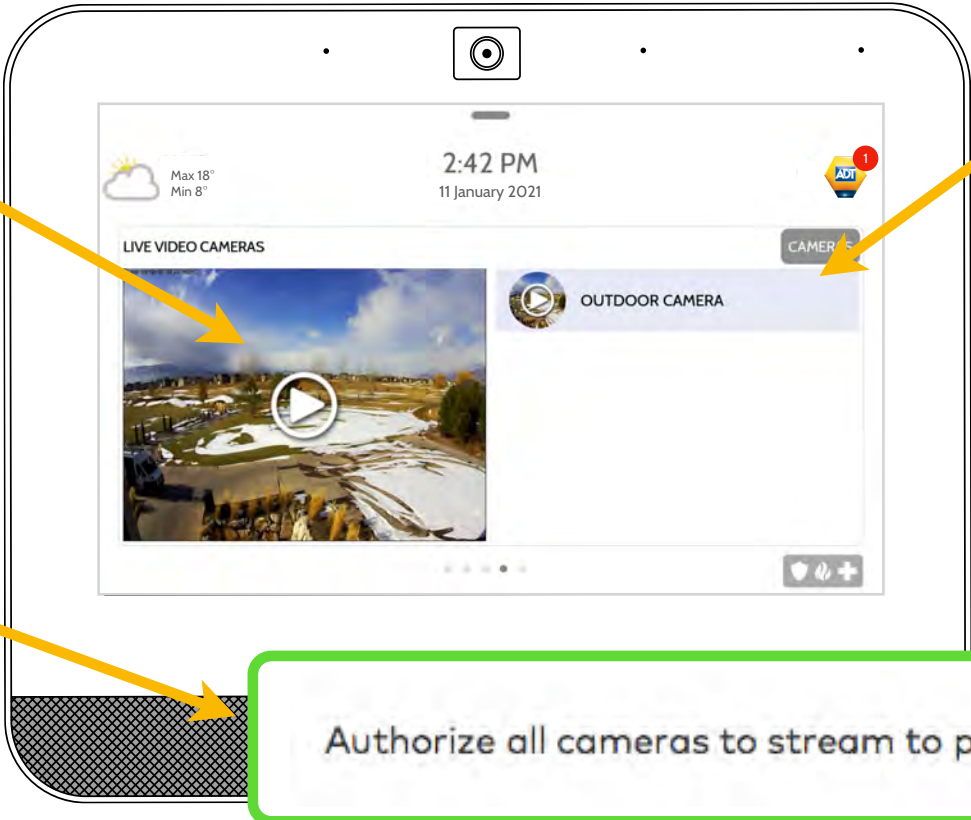 2:42 PM
Max 18°
Min 8°
11 January 2021
ADT
1
LIVE VIDEO CAMERAS
CAMERAS
OUTDOOR CAMERA
Authorize all cameras to stream to p